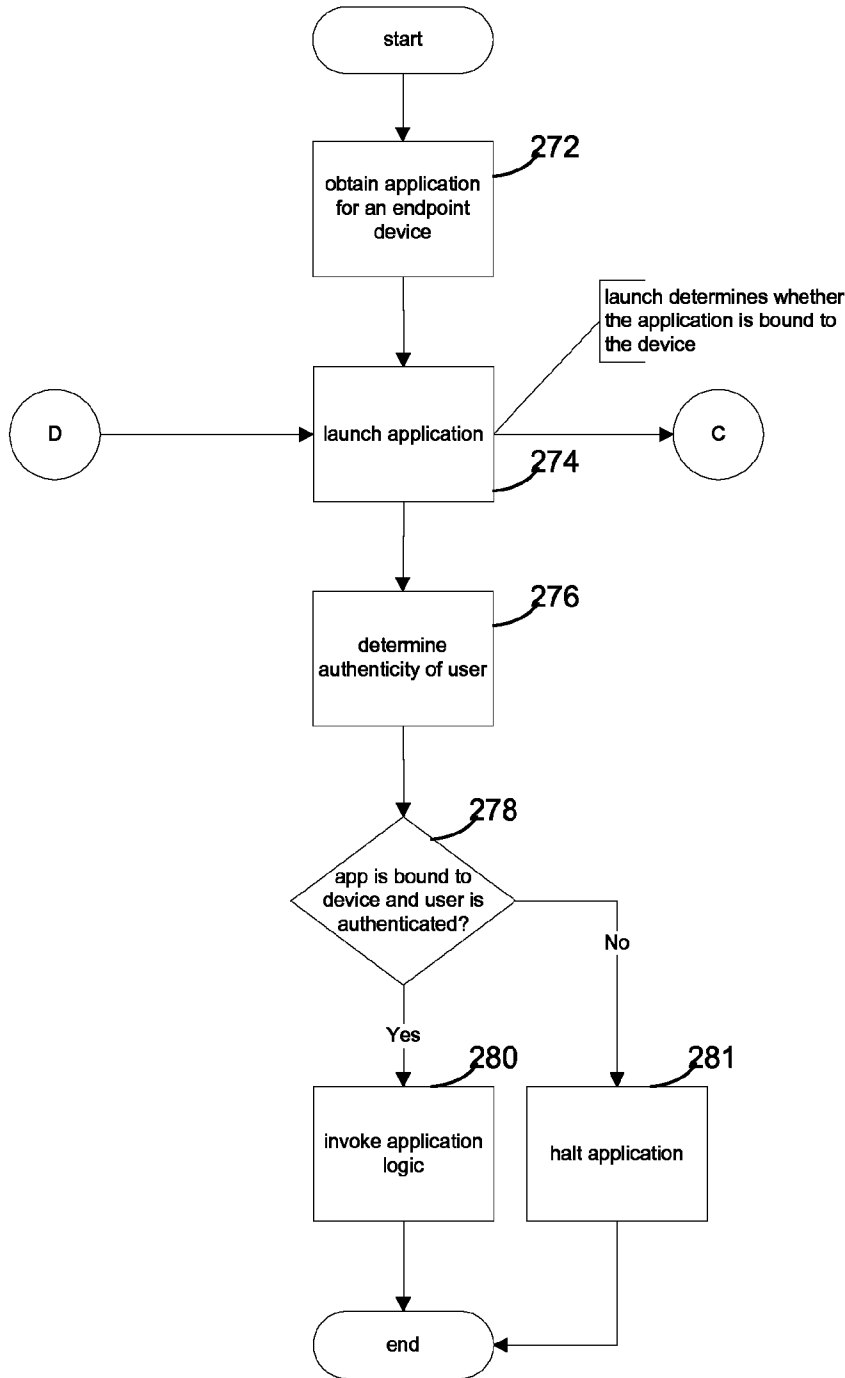 start
272
obtain application
for an endpoint
device
launch determines whether
the application is bound to
the device
D
launch application
C
274
276
determine
authenticity of user
278
app is bound to
device and user is
authenticated?
No
Yes
280
281
invoke application
logic
halt application
end